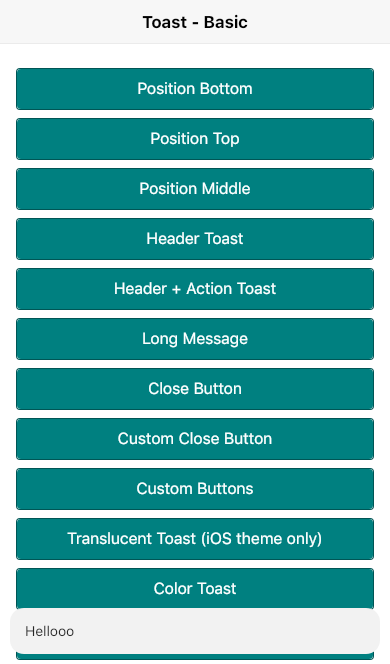 Toast - Basic
Position Bottom
Position Top
Position Middle
Header Toast
Header + Action Toast
Long Message
Close Button
Custom Close Button
Custom Buttons
Translucent Toast (iOS theme only)
Color Toast
Hellooo